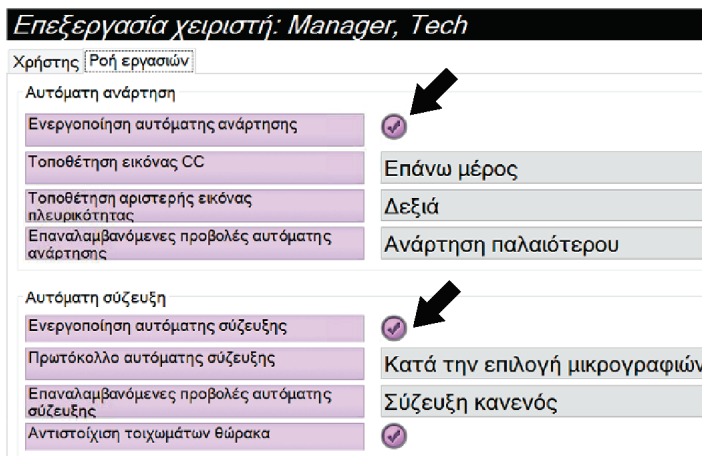 Επεξεργασία χειριστή: Manager, Tech
Χρήστης Ροή εργασιών
Αυτόματη ανάρτηση
Ενεργοποίηση αυτόματης ανάρτησης
Τοποθέτηση εικόνας CC Επάνω μέρος
Τοποθέτηση αριστερής εικόνας
πλευρικότητας
Δεξιά
Επαναλαμβανόμενες προβολές αυτόματης
ανάρτησης
Ανάρτηση παλαιότερου
Αυτόματη σύζευξη
Ενεργοποίηση αυτόματης σύζευξης
Πρωτόκολλο αυτόματης σύζευξης Κατά την επιλογή μικρογραφιών
Επαναλαμβανόμενες προβολές αυτόματης
σύζευξης
Σύζευξη κανενός
Αντιστοίχιση τοιχωμάτων θώρακα